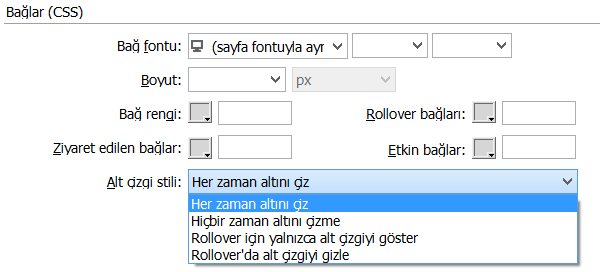 Bağlar (CSS)
Bağ fontu: (sayfa fontuyla ayr
Boyut: px
Bağ rengi: Rollover bağları:
Ziyaret edilen bağlar: Etkin bağlar:
Alt çizgi stili: Her zaman altını çiz
Her zaman altını çiz
Hiçbir zaman altını çizme
Rollover için yalnızca alt çizgiyi göster
Rollover'da alt çizgiyi gizle